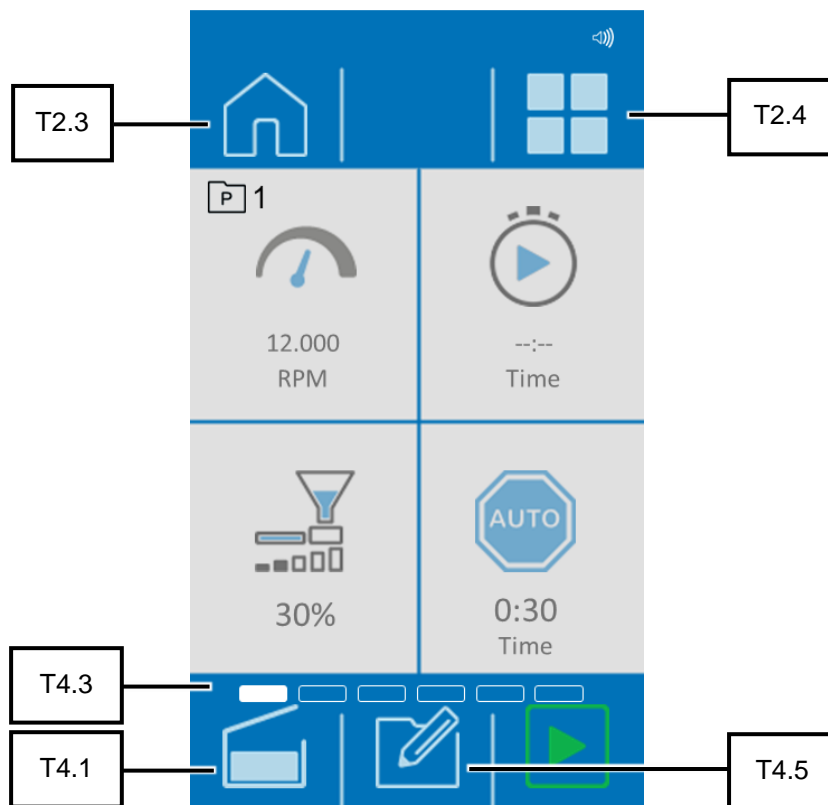 T2.3
T2.4
P 1
12.000
RPM
--:--
Time
30%
AUTO
0:30
Time
T4.3
T4.1
T4.5